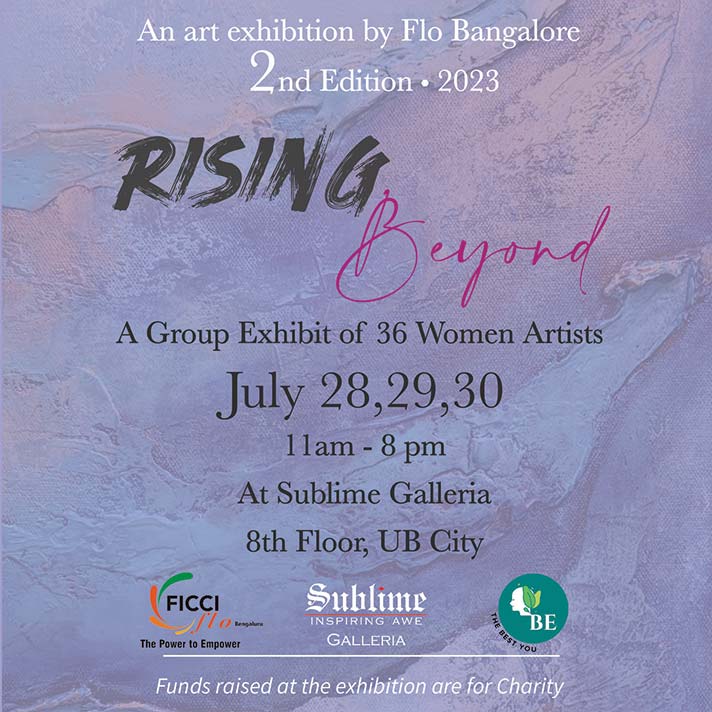 An art exhibition by Flo Bangalore
2nd Edition • 2023
RISING
Beyond
A Group Exhibit of 36 Women Artists
July 28,29,30
11am - 8 pm
At Sublime Galleria
8th Floor, UB City
FICCI
flo Bengaluru
The Power to Empower
Sublime
INSPIRING AWE
GALLERIA
BE
THE BEST YOU
Funds raised at the exhibition are for Charity